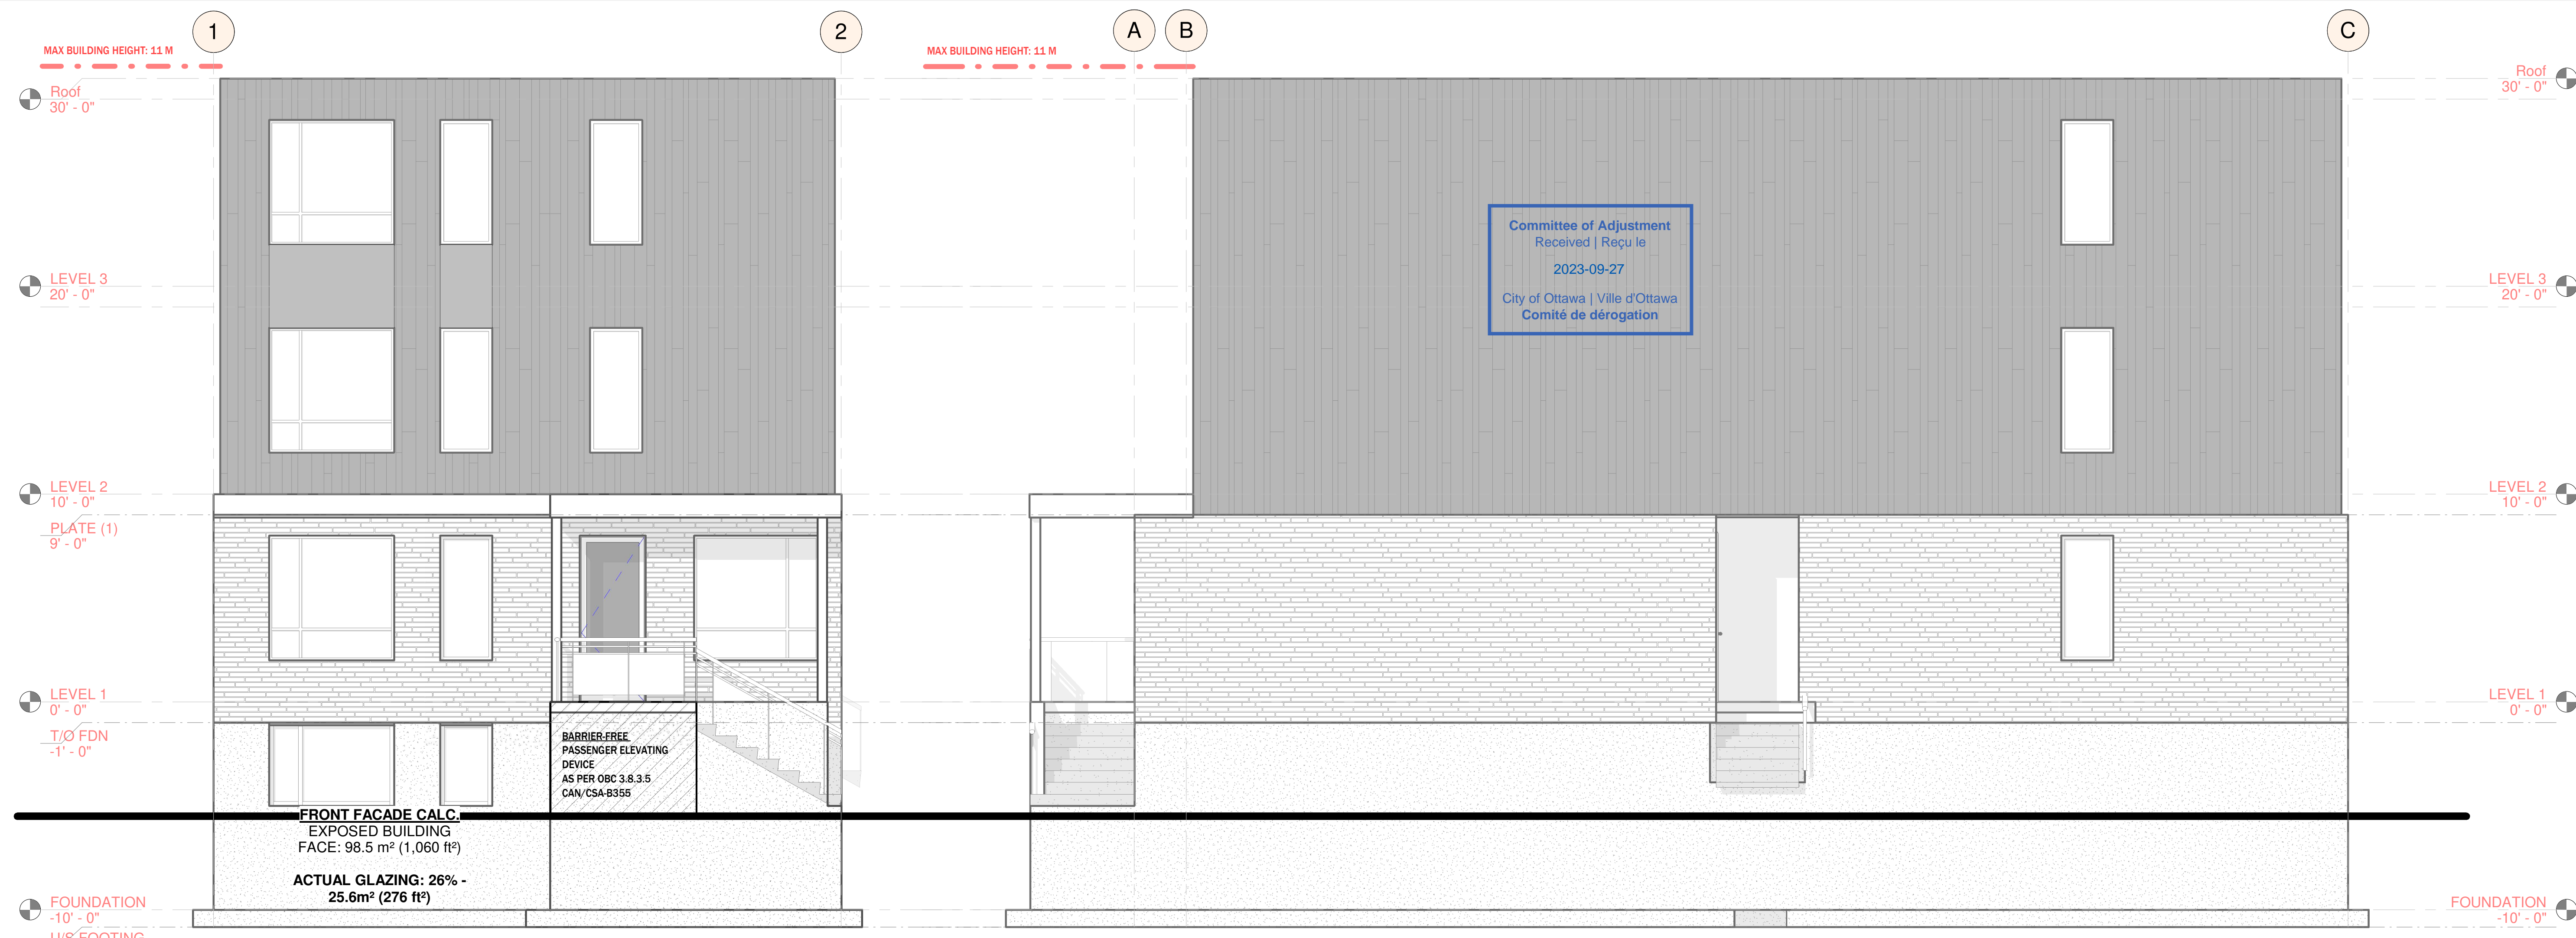 1
2
A
B
C
MAX BUILDING HEIGHT: 11 M
MAX BUILDING HEIGHT: 11 M
Roof
30' - 0"
Roof
30' - 0"
Committee of Adjustment
Received | Reçu le
2023-09-27
City of Ottawa | Ville d'Ottawa
Comité de dérogation
LEVEL 3
20' - 0"
LEVEL 3
20' - 0"
LEVEL 2
10' - 0"
LEVEL 2
10' - 0"
PLATE (1)
9' - 0"
LEVEL 1
0' - 0"
LEVEL 1
0' - 0"
T/O FDN
-1' - 0"
BARRIER-FREE
PASSENGER ELEVATING
DEVICE
AS PER OBC 3.8.3.5
CAN/CSA-B355
FRONT FACADE CALC.
EXPOSED BUILDING
FACE: 98.5 m² (1,060 ft²)
ACTUAL GLAZING: 26% -
25.6m² (276 ft²)
FOUNDATION
-10' - 0"
FOUNDATION
-10' - 0"
U/S FOOTING